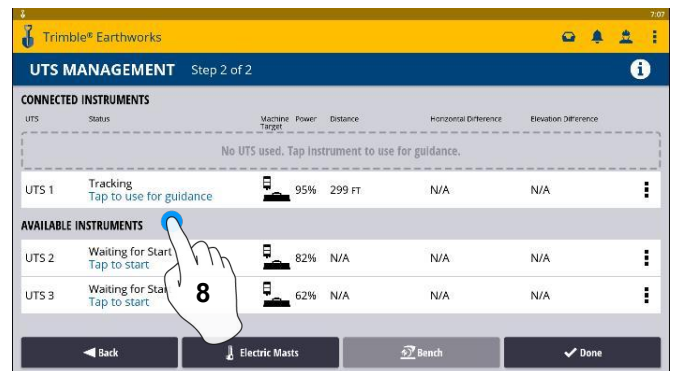 7:07
Trimble® Earthworks
UTS MANAGEMENT Step 2 of 2
CONNECTED INSTRUMENTS
UTS Status Machine Target Power Distance Horizontal Difference Elevation Difference
No UTS used. Tap instrument to use for guidance.
UTS 1 Tracking 95% 299 FT N/A N/A
Tap to use for guidance
AVAILABLE INSTRUMENTS
UTS 2 Waiting for Start 82% N/A N/A N/A
Tap to start
UTS 3 Waiting for Star 62% N/A N/A N/A
Tap to start
8
Back Electric Masts Bench Done